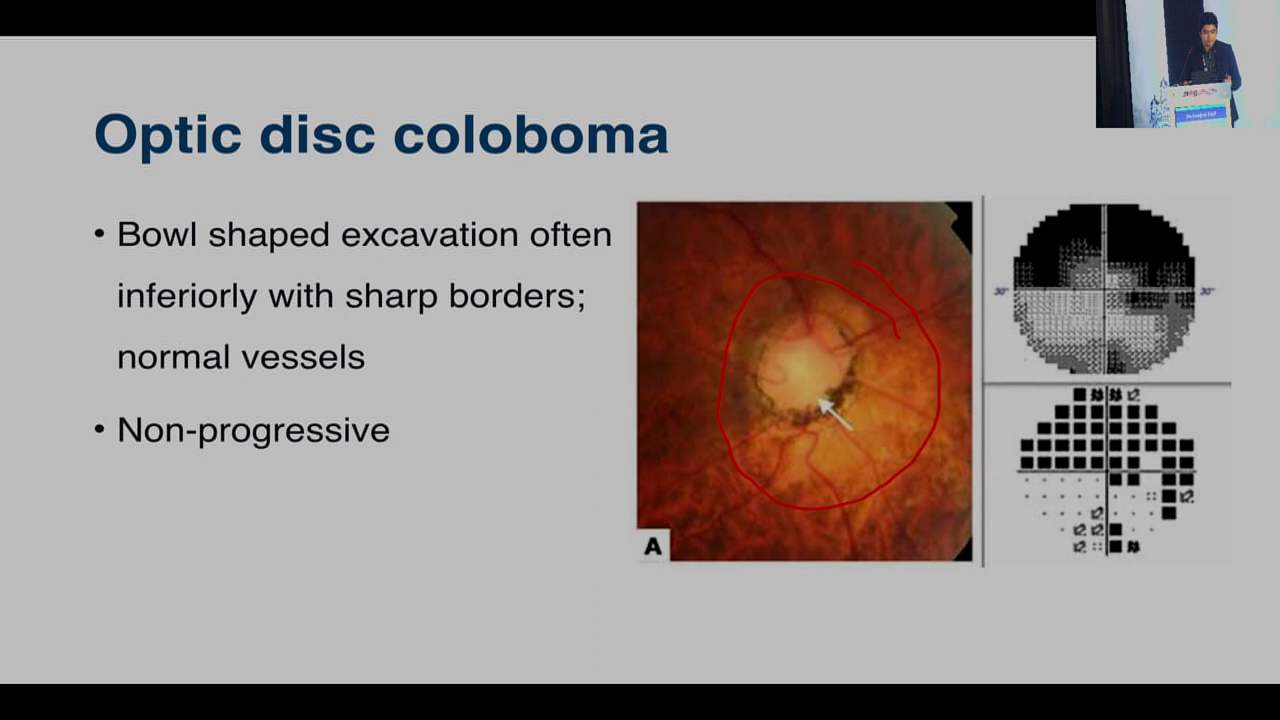 Optic disc coloboma
• Bowl shaped excavation often
inferiorly with sharp borders;
normal vessels
• Non-progressive
A
30°
30°